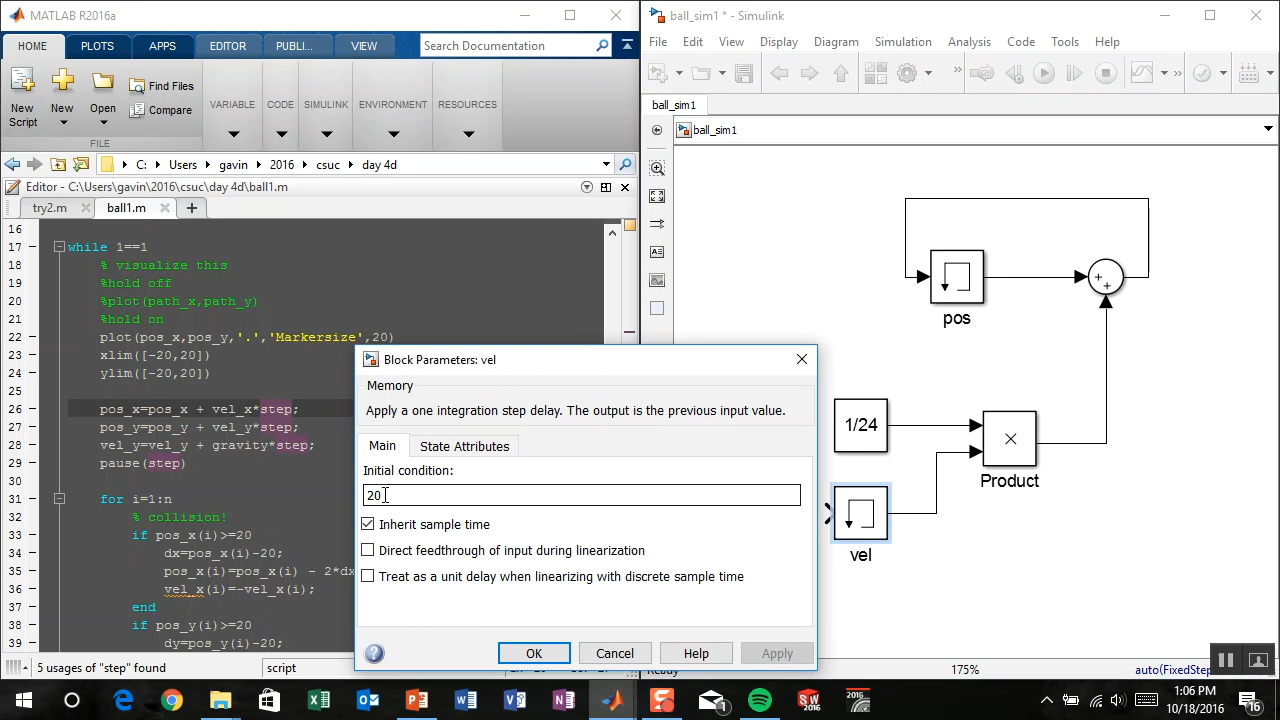 MATLAB R2016a
HOME PLOTS APPS EDITOR PUBLI... VIEW Search Documentation
New Script
New
Open
Find Files
Compare
FILE
VARIABLE CODE SIMULINK ENVIRONMENT RESOURCES
C: Users gavin 2016 csuc day 4d
Editor - C:\Users\gavin\2016\csuc\day 4d\ball1.m
try2.m ball1.m
16
17 while 1==1
18 % visualize this
19 %hold off
20 %plot(path_x,path_y)
21 %hold on
22 plot(pos_x,pos_y,'.','Markersize',20)
23 xlim([-20,20])
24 ylim([-20,20])
25
26 pos_x=pos_x + vel_x*step;
27 pos_y=pos_y + vel_y*step;
28 vel_y=vel_y + gravity*step;
29 pause(step)
30
31 for i=1:n
32 % collision!
33 if pos_x(i)>=20
34 dx=pos_x(i)-20;
35 pos_x(i)=pos_x(i) - 2*dx
36 vel_x(i)=-vel_x(i);
37 end
38 if pos_y(i)>=20
39 dy=pos_y(i)-20;
5 usages of "step" found script
Block Parameters: vel
Memory
Apply a one integration step delay. The output is the previous input value.
Main State Attributes
Initial condition:
20
Inherit sample time
Direct feedthrough of input during linearization
Treat as a unit delay when linearizing with discrete sample time
OK Cancel Help Apply
ball_sim1 * - Simulink
File Edit View Display Diagram Simulation Analysis Code Tools Help
ball_sim1
ball_sim1
pos
1/24
Product
vel
175% auto(FixedStep
1:06 PM
10/18/2016
16